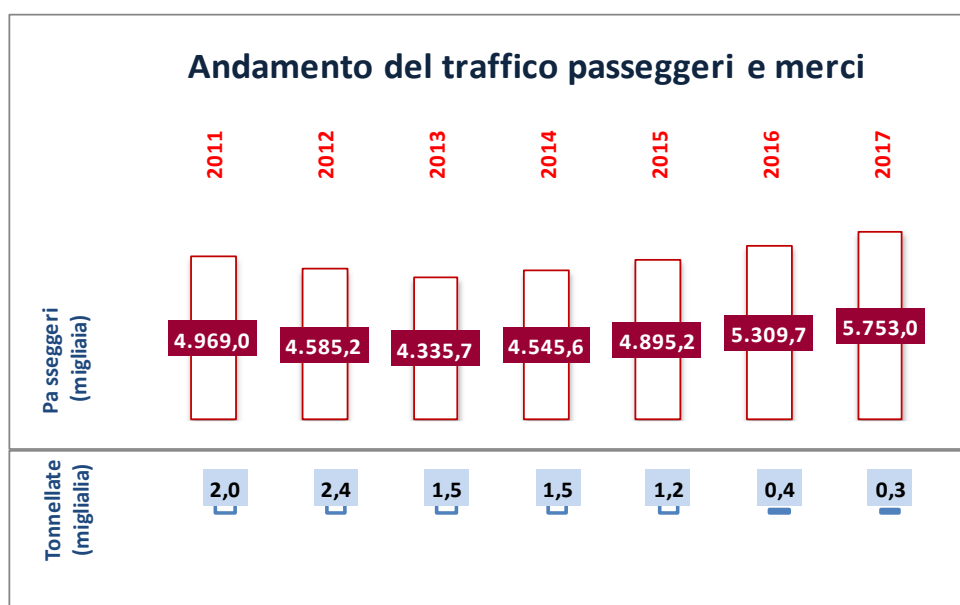 Andamento del traffico passeggeri e merci
2011 2012 2013 2014 2015 2016 2017
Pa sseggeri
(migliaia)
4.969,0 4.585,2 4.335,7 4.545,6 4.895,2 5.309,7 5.753,0
Tonnellate
(miglialia)
2,0 2,4 1,5 1,5 1,2 0,4 0,3